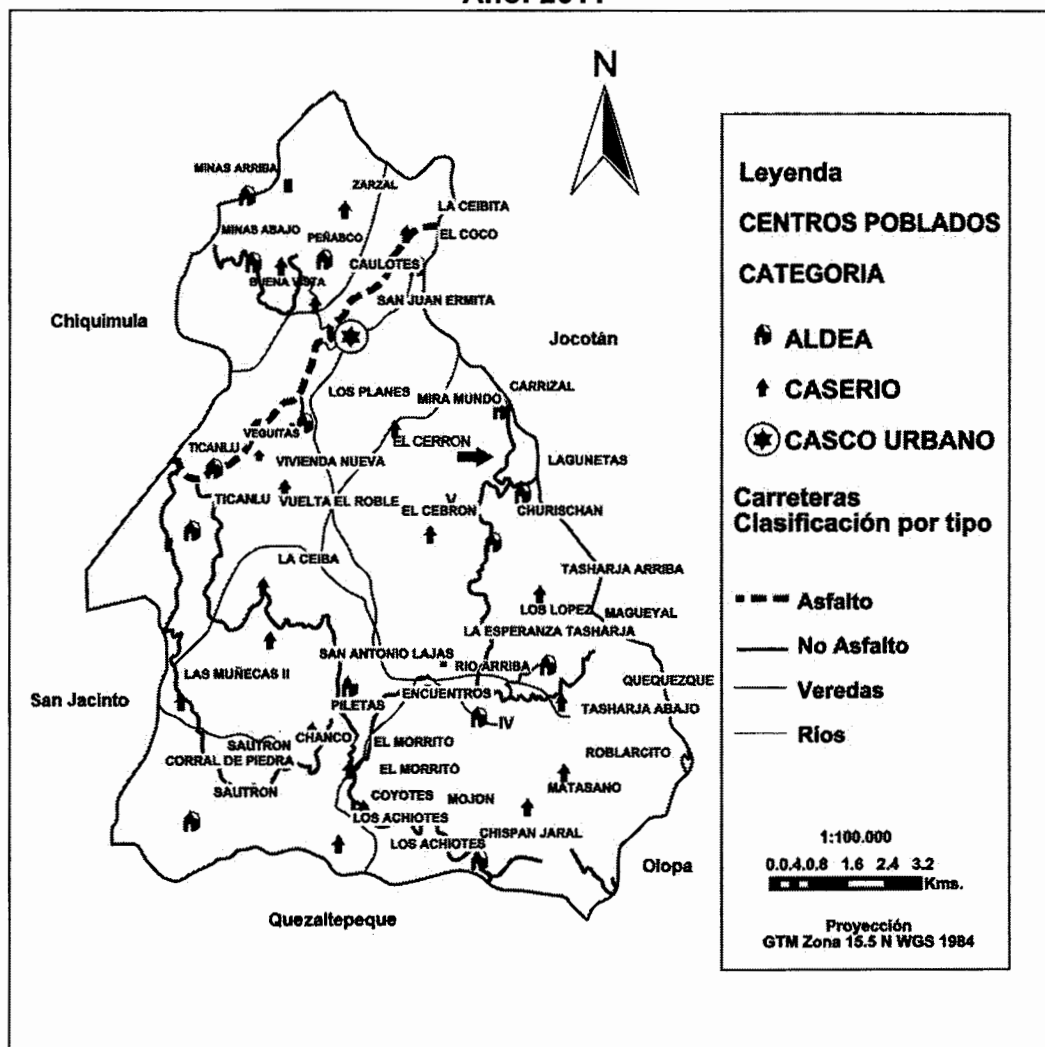 Año: 2011
N
MINAS ARRIBA
ZARZAL
LA CEIBITA
MINAS ABAJO
PEÑASCO
EL COCO
CAULOTES
BUENA VISTA
SAN JUAN ERMITA
Chiquimula
Jocotán
LOS PLANES
MIRA MUNDO
CARRIZAL
VEGUITAS
EL CERRON
TICANLU
VIVIENDA NUEVA
LAGUNETAS
TICANLU
VUELTA EL ROBLE
EL CEBRON
CHURISCHAN
LA CEIBA
TASHARJA ARRIBA
LOS LOPEZ
MAGUEYAL
LA ESPERANZA TASHARJA
SAN ANTONIO LAJAS
RIO ARRIBA
LAS MUÑECAS II
QUEQUEZQUE
San Jacinto
PILETAS
ENCUENTROS
TASHARJA ABAJO
IV
CHANCO
SAUTRON
EL MORRITO
ROBLARCITO
CORRAL DE PIEDRA
EL MORRITO
SAUTRON
COYOTES
MOJON
MATASANO
LOS ACHIOTES
LOS ACHIOTES
CHISPAN JARAL
Olopa
Quezaltepeque
Leyenda
CENTROS POBLADOS
CATEGORIA
ALDEA
CASERIO
CASCO URBANO
Carreteras
Clasificación por tipo
Asfalto
No Asfalto
Veredas
Rios
1:100.000
0.0.4.0.8 1.6 2.4 3.2
Kms.
Proyección
GTM Zona 15.5 N WGS 1984